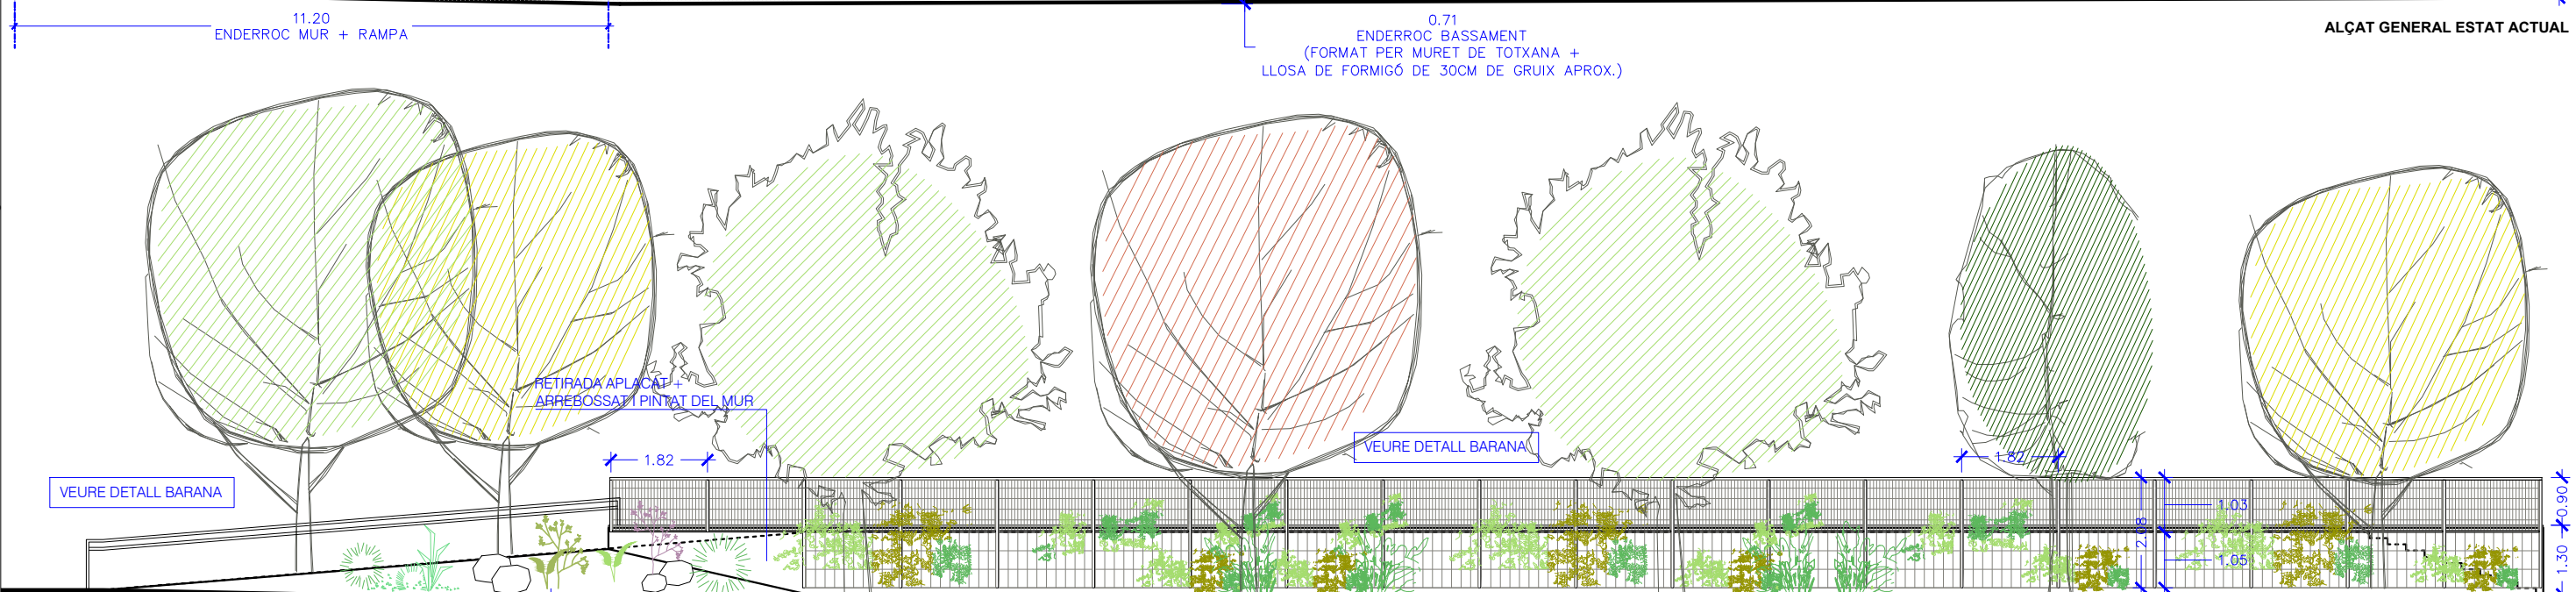 11.20
ENDERROC MUR + RAMPA
0.71
ENDERROC BASSAMENT
(FORMAT PER MURET DE TOTXANA +
LLOSA DE FORMIGÓ DE 30CM DE GRUIX APROX.)
ALÇAT GENERAL ESTAT ACTUAL
RETIRADA APLACAT +
ARREBOSSAT I PINTAT DEL MUR
VEURE DETALL BARANA
1.82
VEURE DETALL BARANA
1.82
2.08
1.03
1.05
0.90
1.30